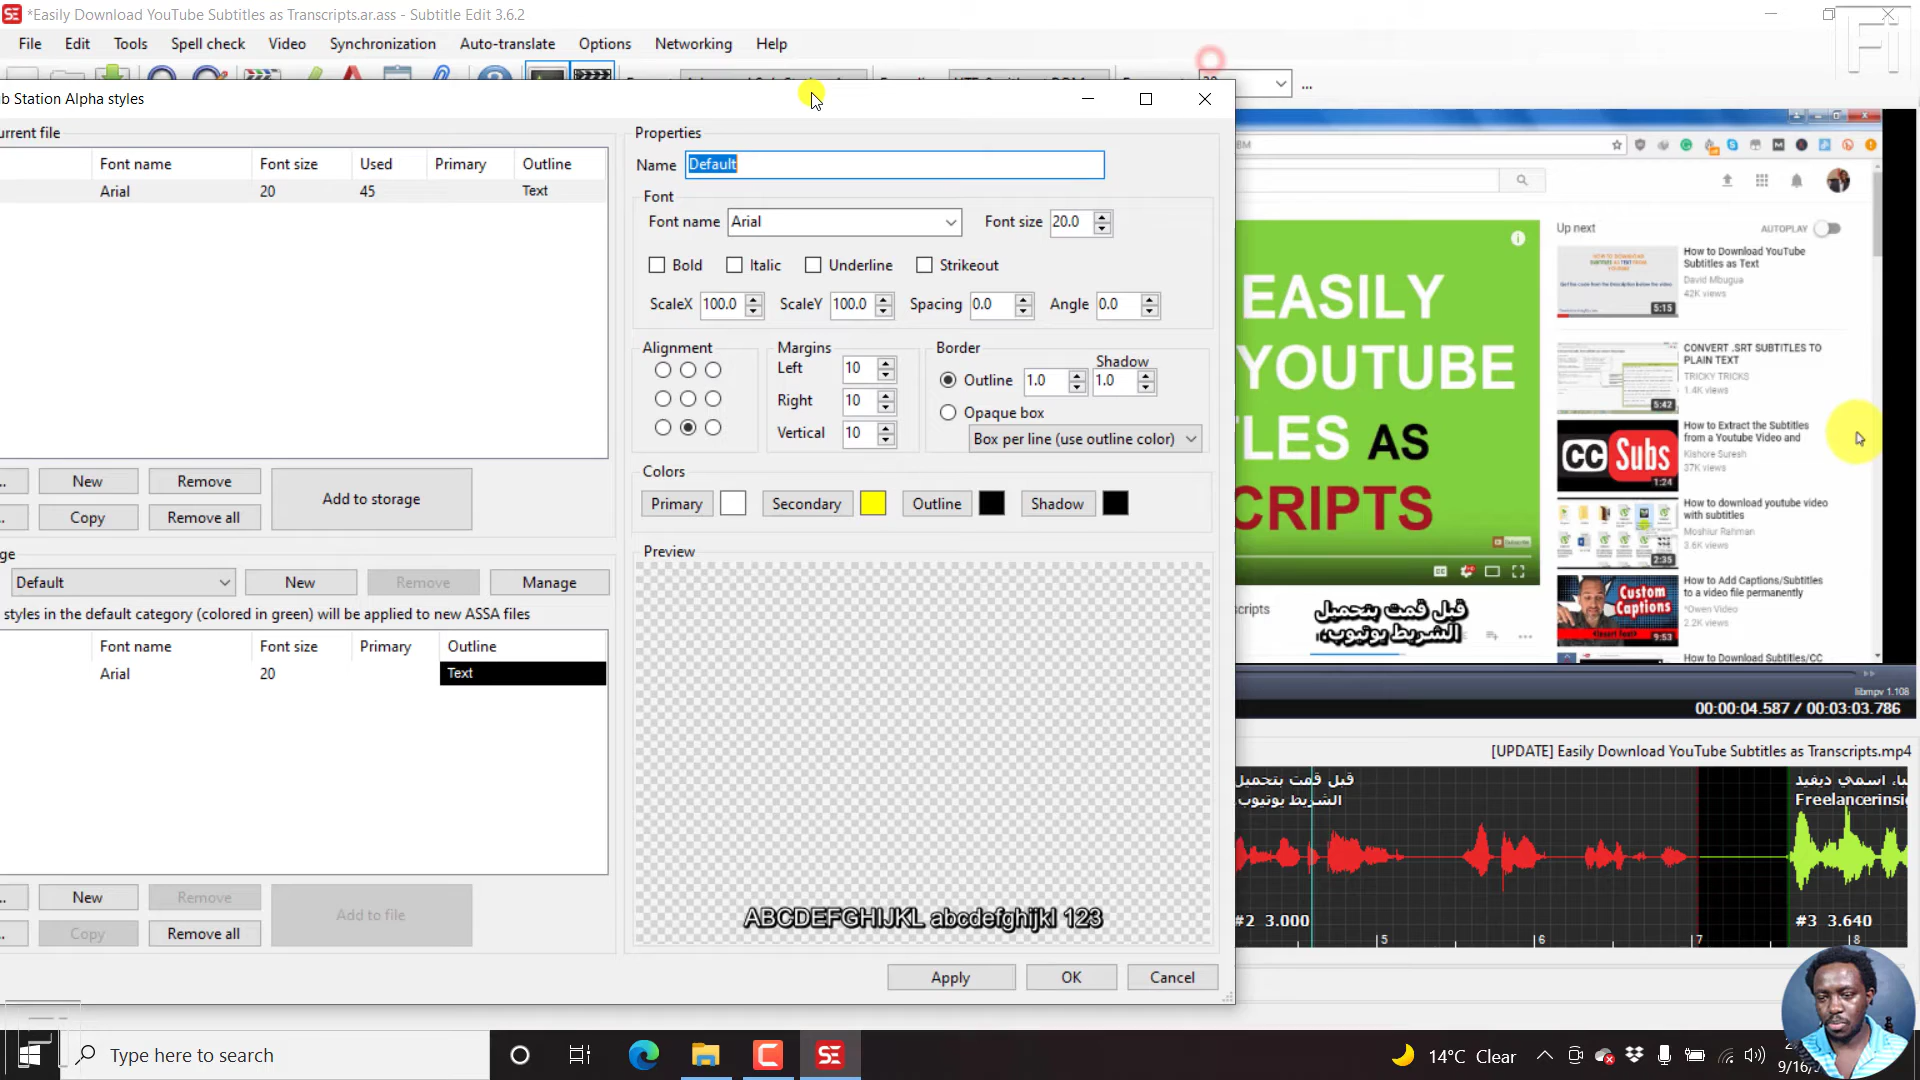 *Easily Download YouTube Subtitles as Transcripts.ar.ass - Subtitle Edit 3.6.2
File Edit Tools Spell check Video Synchronization Auto-translate Options Networking Help
...
b Station Alpha styles
urrent file
Font name Font size Used Primary Outline
Arial 20 45 Text
New Remove
Add to storage
Copy Remove all
ge
Default New Remove Manage
styles in the default category (colored in green) will be applied to new ASSA files
Font name Font size Primary Outline
Arial 20 Text
New Remove
Add to file
Copy Remove all
Properties
Name Default
Font
Font name Arial Font size 20.0
Bold Italic Underline Strikeout
ScaleX 100.0 ScaleY 100.0 Spacing 0.0 Angle 0.0
Alignment Margins Border
Left 10 Outline 1.0 Shadow 1.0
Right 10 Opaque box
Vertical 10 Box per line (use outline color)
Colors
Primary Secondary Outline Shadow
Preview
ABCDEFGHIJKL abcdefghijkl 123
Apply OK Cancel
EASILY
YOUTUBE
TLES AS
CRIPTS
Subscribe
cripts
قبل قمت بتحميل
الشريط يوتيوب،
Up next AUTOPLAY
How to Download YouTube
Subtitles as Text
David Mbugua
42K views
5:15
CONVERT .SRT SUBTITLES TO
PLAIN TEXT
TRICKY TRICKS
1.4K views
5:42
How to Extract the Subtitles
from a Youtube Video and
Kishore Suresh
37K views
CC Subs
1:24
How to download youtube video
with subtitles
Moshiur Rahman
3.6K views
2:35
How to Add Captions/Subtitles
to a video file permanently
*Owen Video
2.2K views
Custom
Captions
9:53
How to Download Subtitles/CC
libmpv 1.108
00:00:04.587 / 00:03:03.786
[UPDATE] Easily Download YouTube Subtitles as Transcripts.mp4
قبل قمت بتحميل
الشريط يوتيوب،
با، اسمي ديفيد
Freelancerinsi
#2 3.000 #3 3.640
5 6 7 8
Type here to search
14°C Clear
9/16/